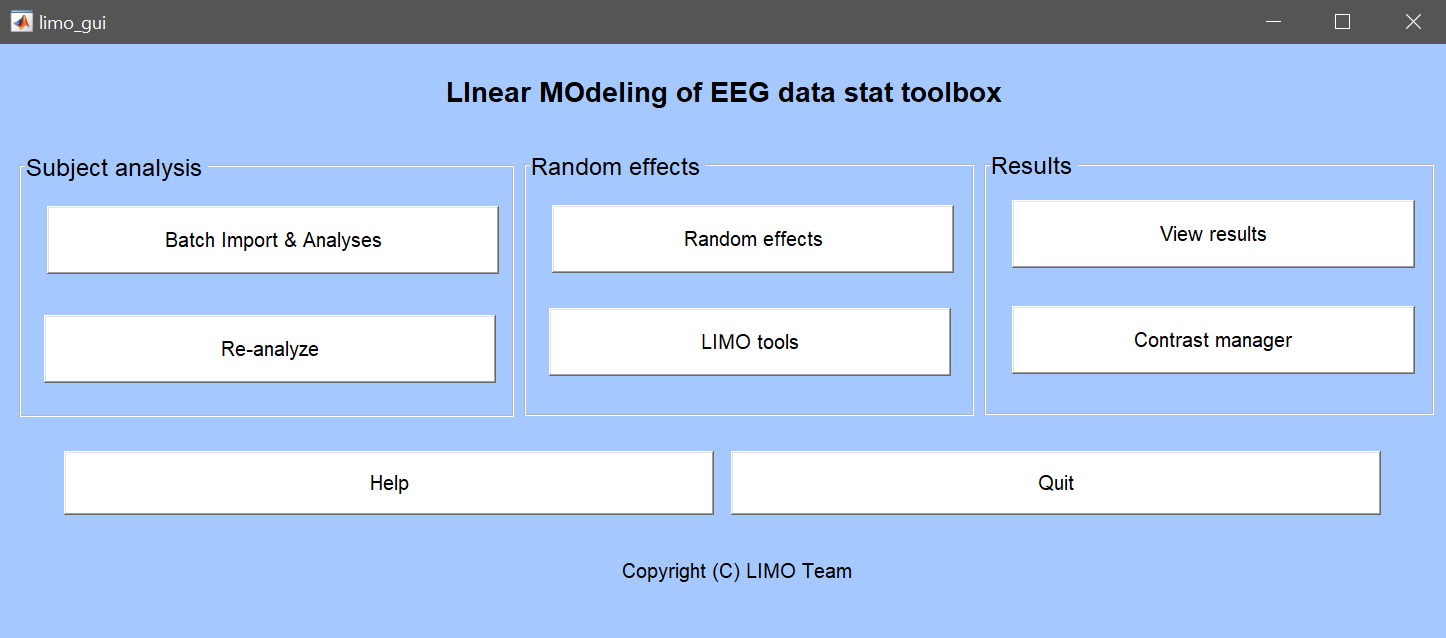 limo_gui
LInear MOdeling of EEG data stat toolbox
Subject analysis
Random effects
Results
Batch Import & Analyses
Random effects
View results
Re-analyze
LIMO tools
Contrast manager
Help
Quit
Copyright (C) LIMO Team